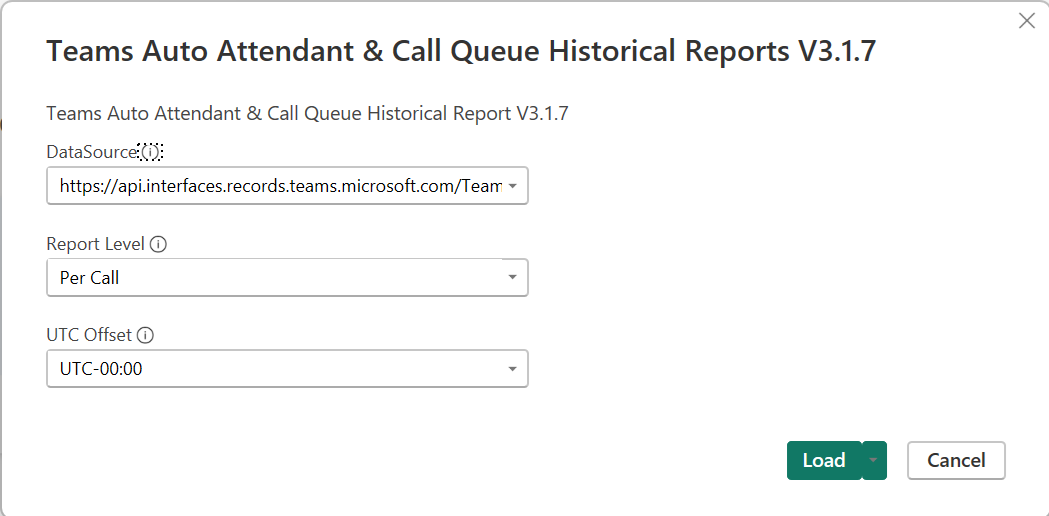 Teams Auto Attendant & Call Queue Historical Reports V3.1.7
Teams Auto Attendant & Call Queue Historical Report V3.1.7
DataSource
https://api.interfaces.records.teams.microsoft.com/Team
Report Level
Per Call
UTC Offset
UTC-00:00
Load
Cancel